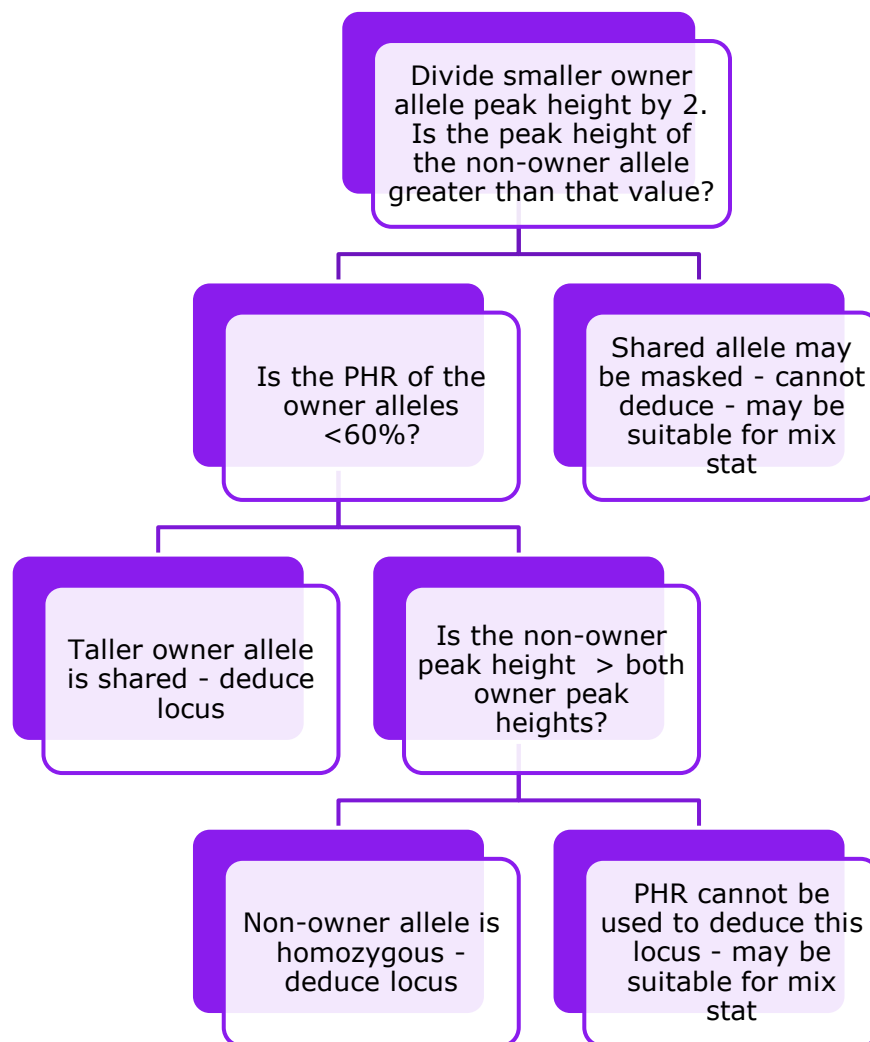 Divide smaller owner
allele peak height by 2.
Is the peak height of
the non-owner allele
greater than that value?
Is the PHR of the
owner alleles
<60%?
Shared allele may
be masked - cannot
deduce - may be
suitable for mix
stat
Taller owner allele
is shared - deduce
locus
Is the non-owner
peak height > both
owner peak
heights?
Non-owner allele is
homozygous -
deduce locus
PHR cannot be
used to deduce this
locus - may be
suitable for mix
stat